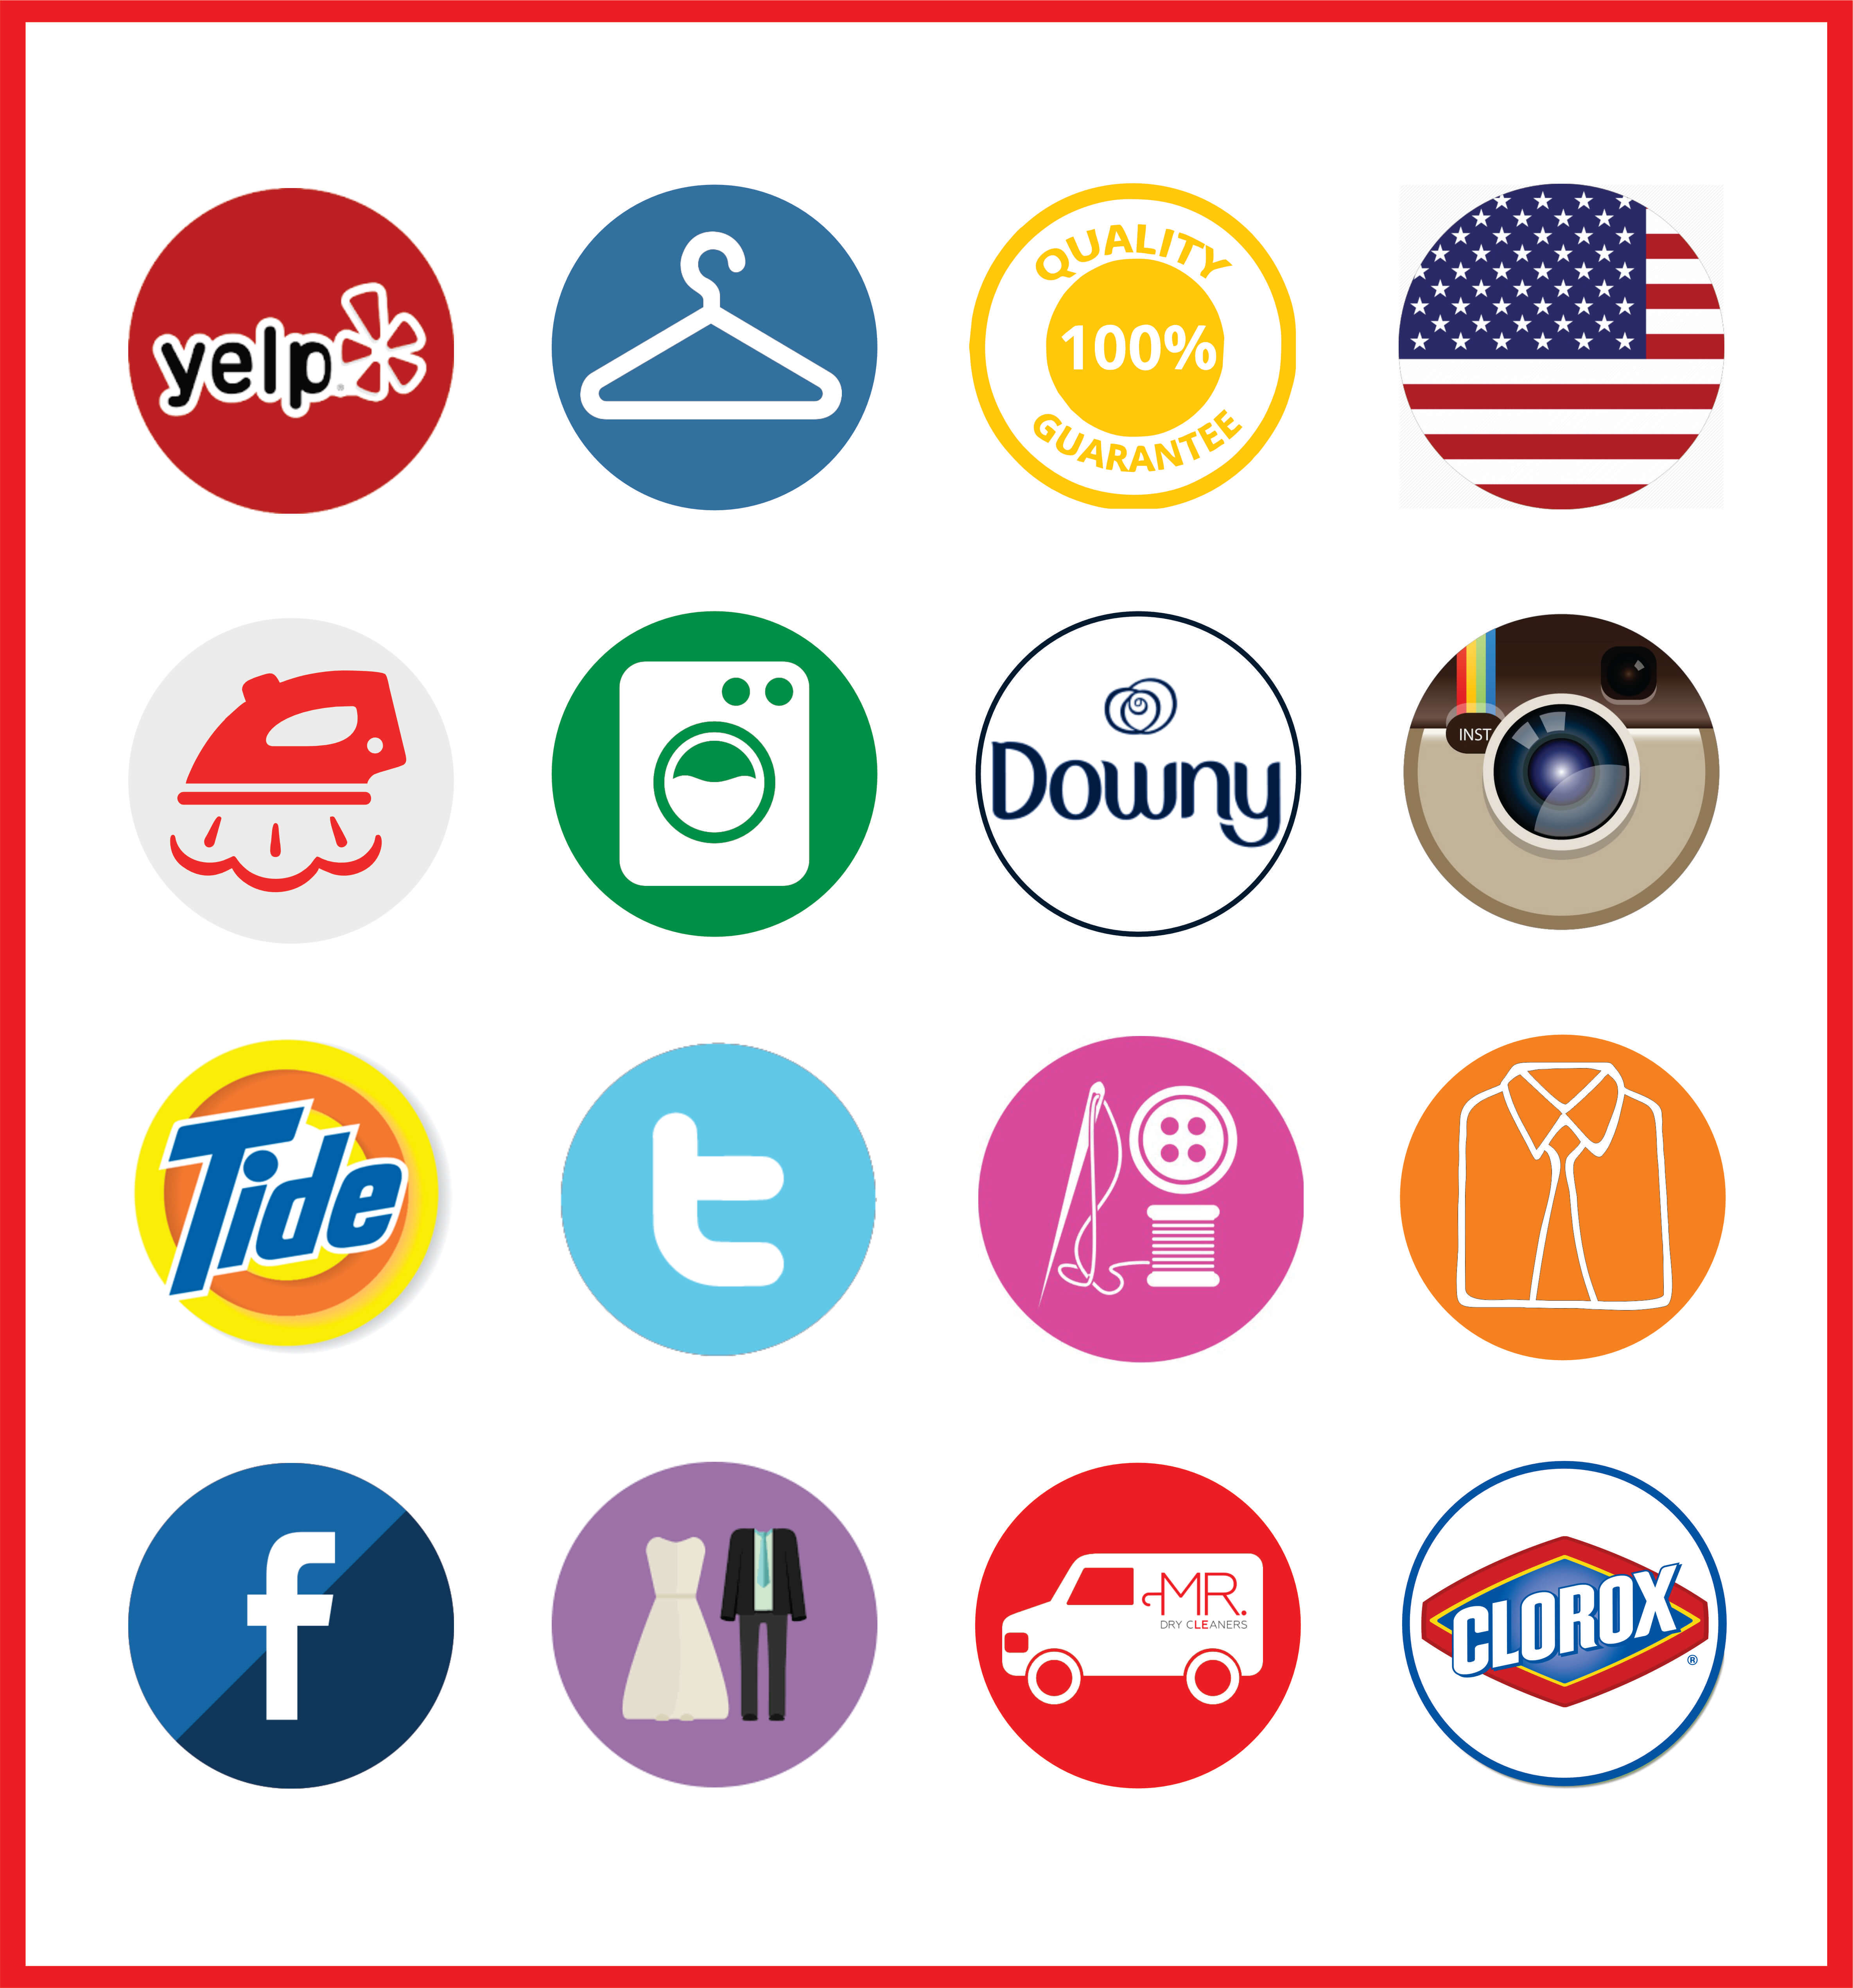 yelp
QUALITY
100%
GUARANTEE
Downy
INST
Tide
t
f
MR.
DRY CLEANERS
CLOROX
®